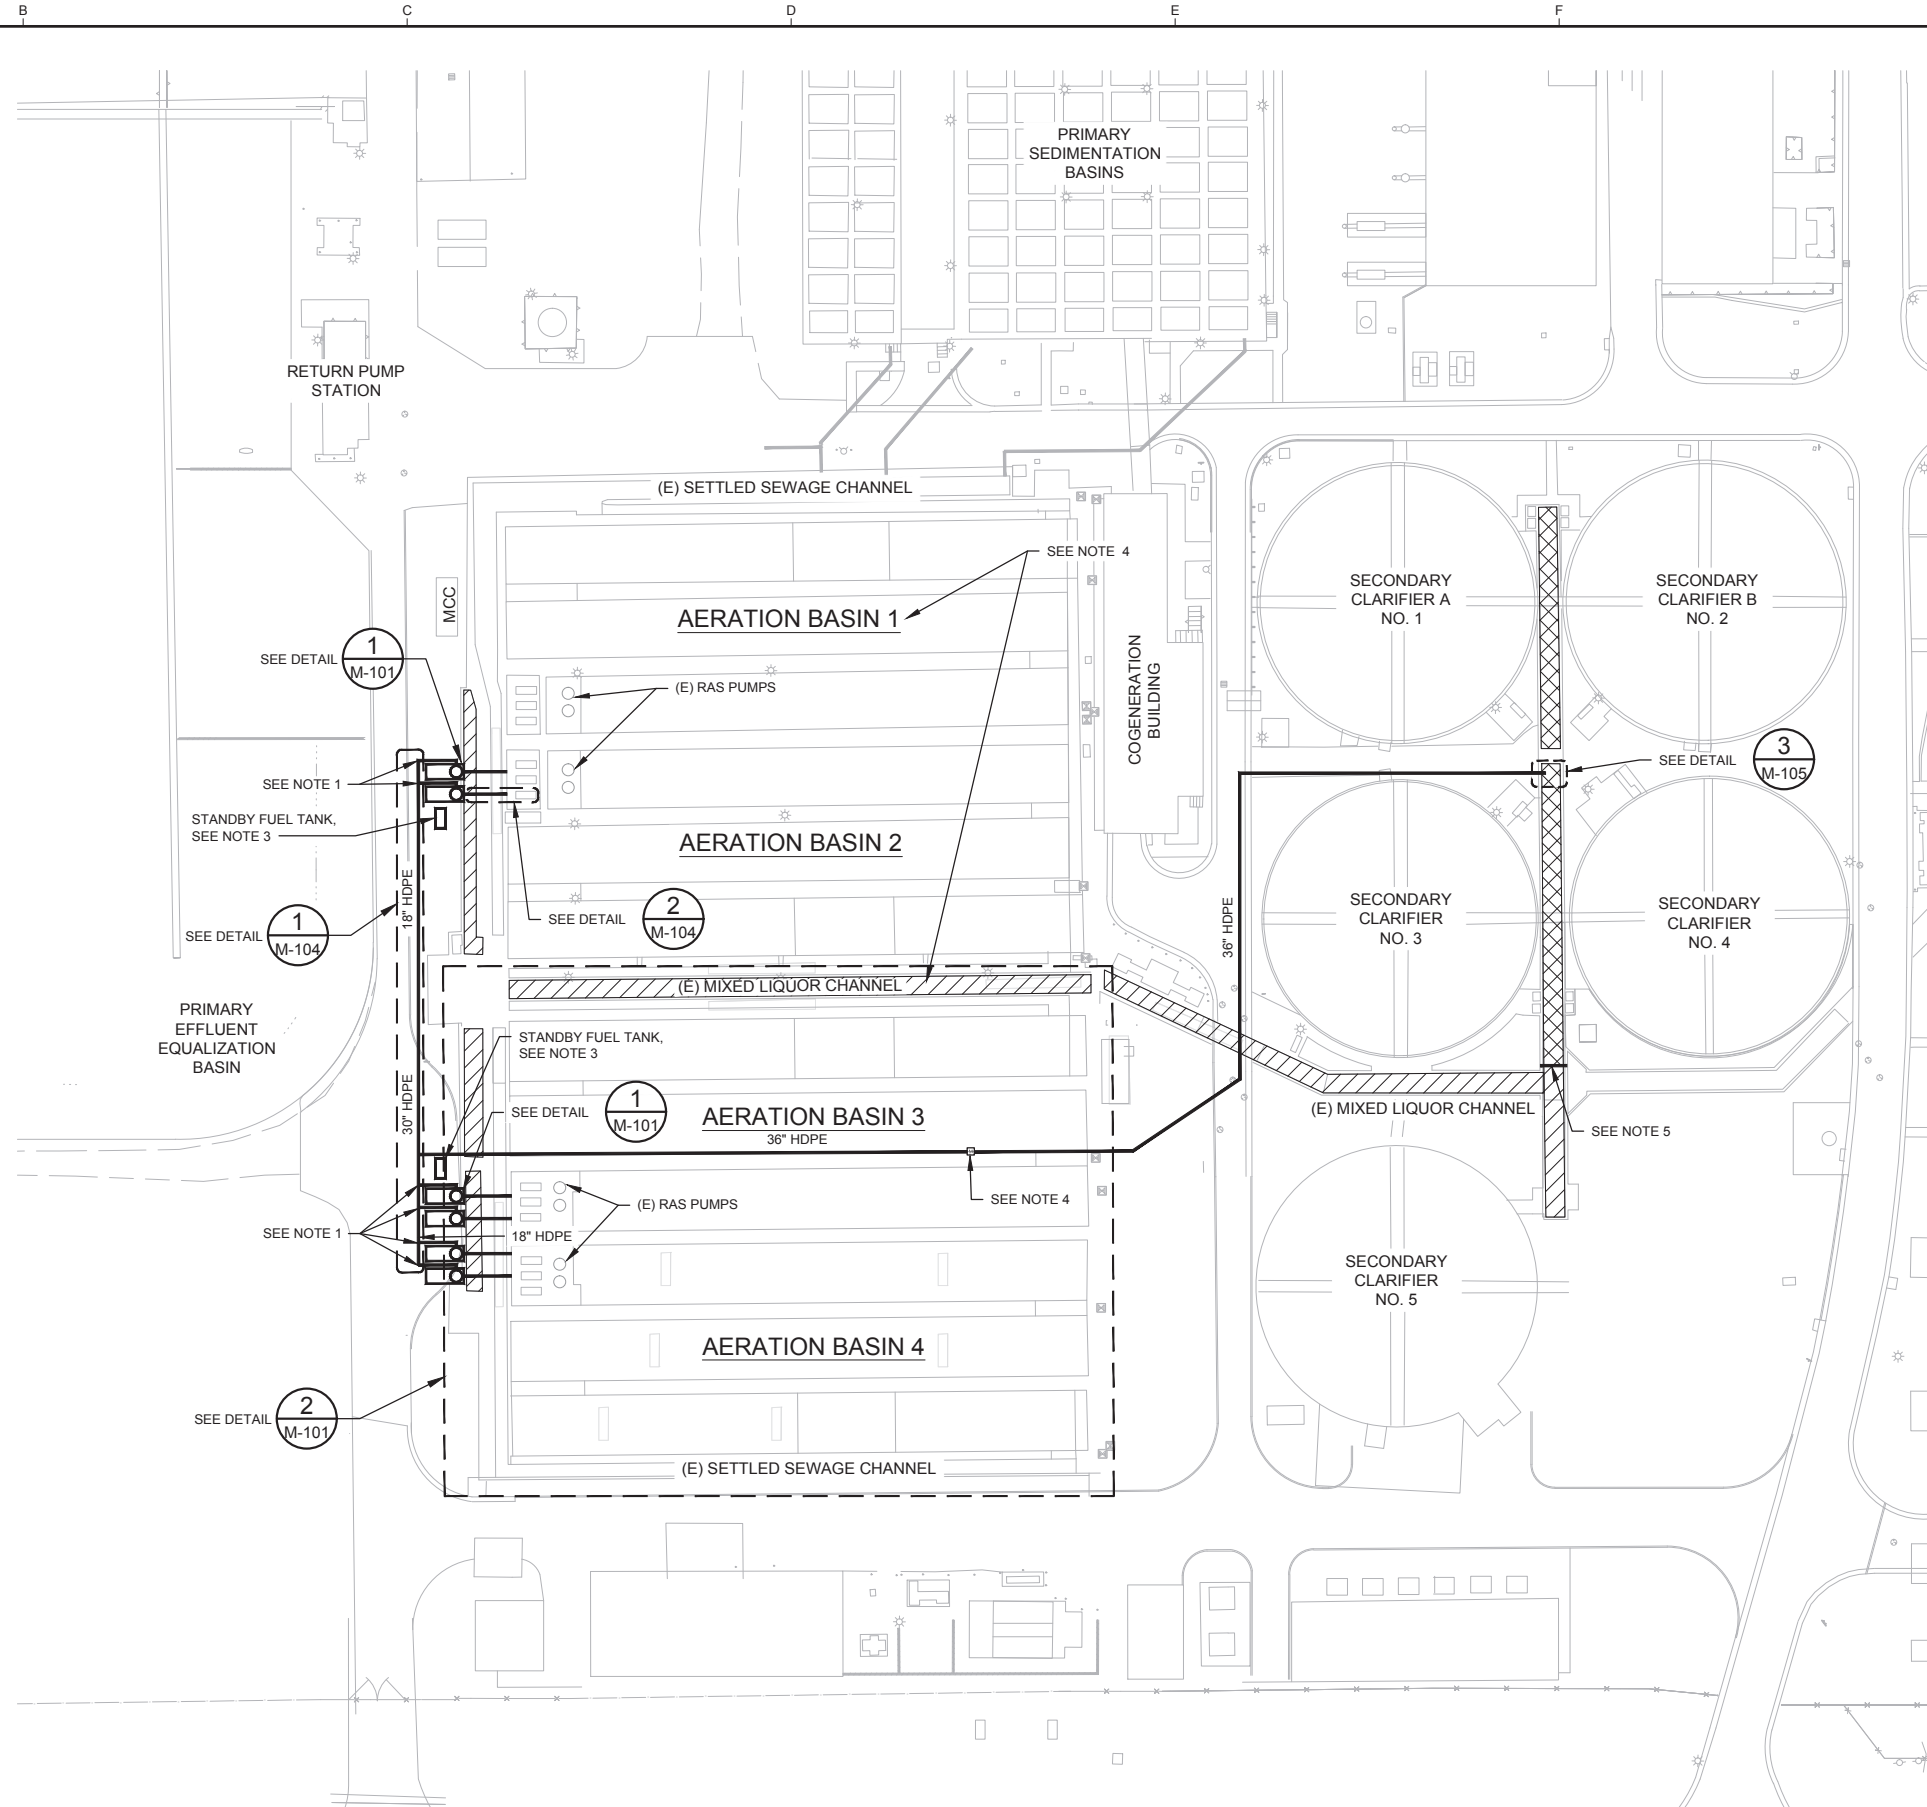 B
C
D
E
F
PRIMARY
SEDIMENTATION
BASINS
RETURN PUMP
STATION
(E) SETTLED SEWAGE CHANNEL
SEE NOTE 4
MCC
AERATION BASIN 1
SECONDARY
CLARIFIER A
NO. 1
SECONDARY
CLARIFIER B
NO. 2
SEE DETAIL
1
M-101
(E) RAS PUMPS
COGENERATION
BUILDING
SEE DETAIL
3
M-105
SEE NOTE 1
STANDBY FUEL TANK,
SEE NOTE 3
AERATION BASIN 2
18" HDPE
SEE DETAIL
2
M-104
SEE DETAIL
1
M-104
36" HDPE
SECONDARY
CLARIFIER
NO. 3
SECONDARY
CLARIFIER
NO. 4
(E) MIXED LIQUOR CHANNEL
PRIMARY
EFFLUENT
EQUALIZATION
BASIN
STANDBY FUEL TANK,
SEE NOTE 3
30" HDPE
SEE DETAIL
1
M-101
AERATION BASIN 3
36" HDPE
(E) MIXED LIQUOR CHANNEL
SEE NOTE 5
SEE NOTE 4
(E) RAS PUMPS
SEE NOTE 1
18" HDPE
SECONDARY
CLARIFIER
NO. 5
AERATION BASIN 4
SEE DETAIL
2
M-101
(E) SETTLED SEWAGE CHANNEL